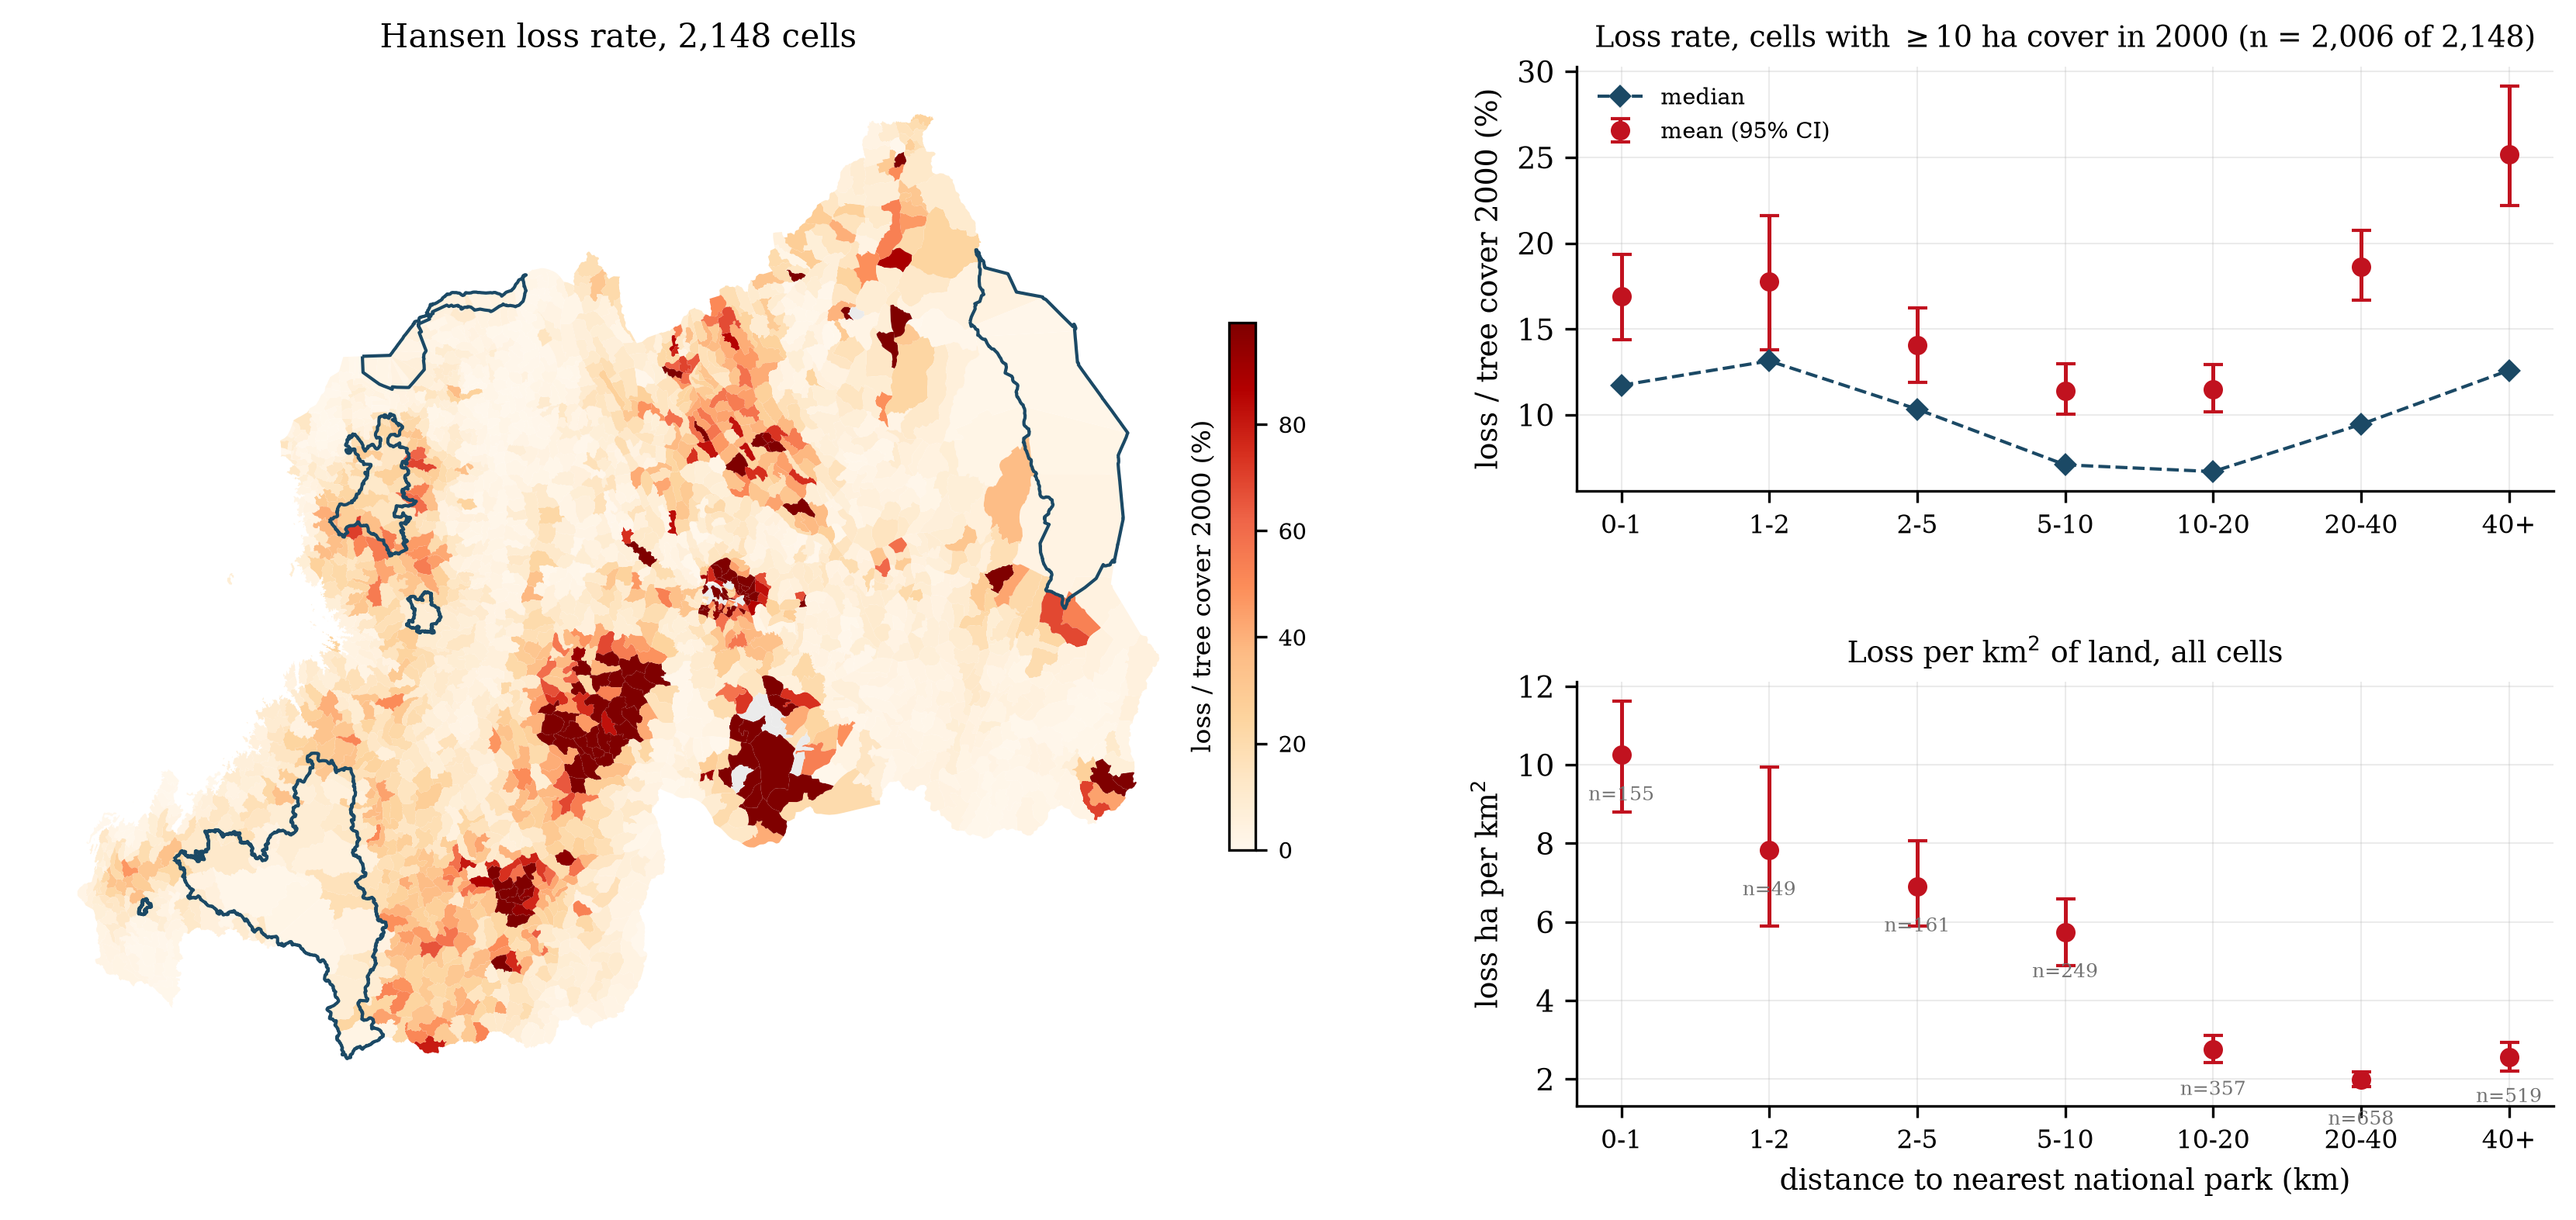 Hansen loss rate, 2,148 cells
80
60
40
20
0
loss / tree cover 2000 (%)
Loss rate, cells with ≥10 ha cover in 2000 (n = 2,006 of 2,148)
median
mean (95% CI)
30
25
20
15
10
loss / tree cover 2000 (%)
0-1 1-2 2-5 5-10 10-20 20-40 40+
Loss per km² of land, all cells
12
10
8
6
4
2
loss ha per km²
n=155
n=49
n=161
n=249
n=357
n=658
n=519
0-1 1-2 2-5 5-10 10-20 20-40 40+
distance to nearest national park (km)